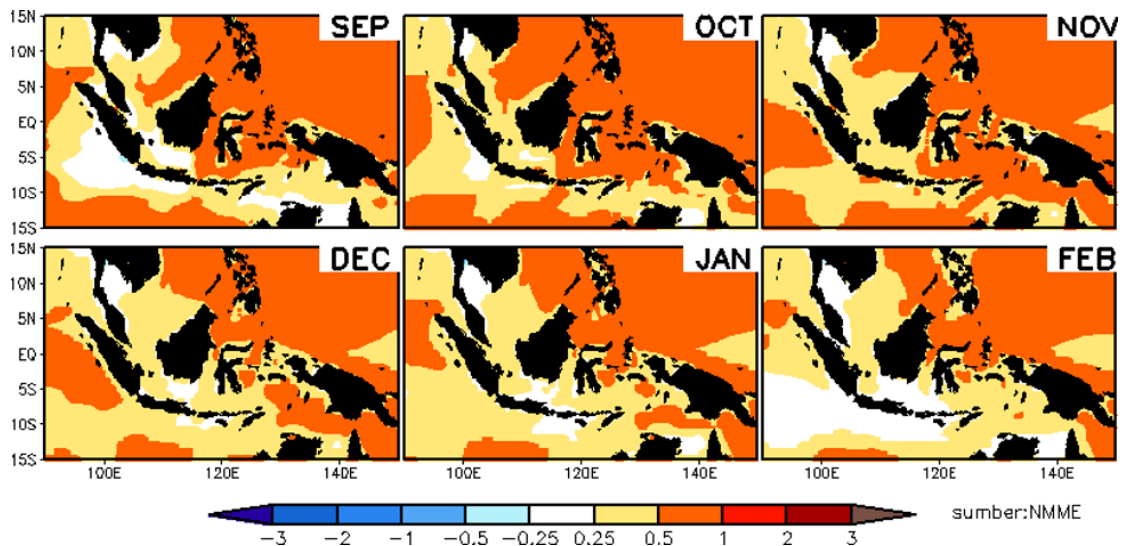 SEP
OCT
NOV
15N
10N
5N
EQ
5S
10S
15S
DEC
JAN
FEB
15N
10N
5N
EQ
5S
10S
15S
100E 120E 140E
100E 120E 140E
100E 120E 140E
-3 -2 -1 -0.5 -0.25 0.25 0.5 1 2 3
sumber:NMME